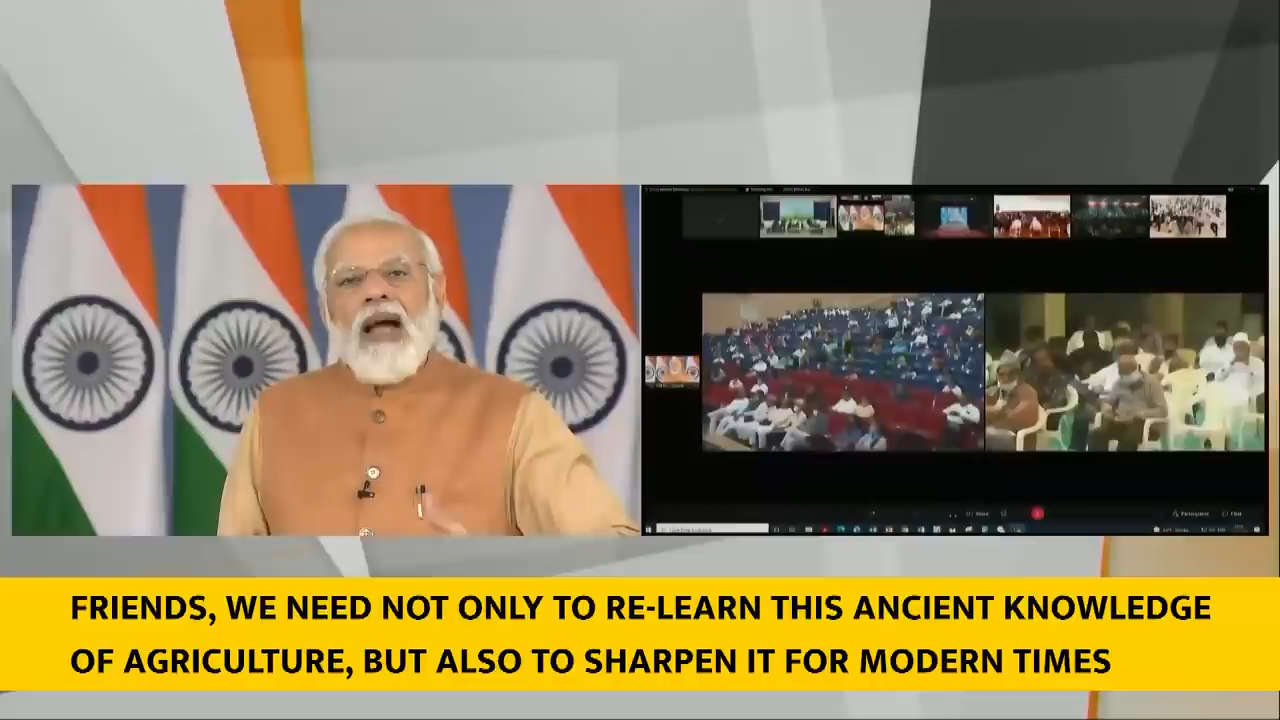 FRIENDS, WE NEED NOT ONLY TO RE-LEARN THIS ANCIENT KNOWLEDGE
OF AGRICULTURE, BUT ALSO TO SHARPEN IT FOR MODERN TIMES